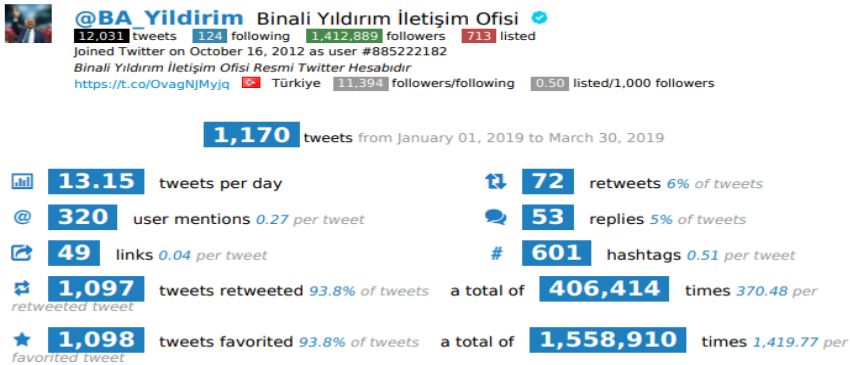 @BA_Yildirim Binali Yıldırım İletişim Ofisi
12,031 tweets 124 following 1,412,889 followers 713 listed
Joined Twitter on October 16, 2012 as user #885222182
Binali Yıldırım İletişim Ofisi Resmi Twitter Hesabıdır
https://t.co/OvagNJMyjq Türkiye 11,394 followers/following 0.50 listed/1,000 followers
1,170 tweets from January 01, 2019 to March 30, 2019
13.15 tweets per day
72 retweets 6% of tweets
@ 320 user mentions 0.27 per tweet
53 replies 5% of tweets
49 links 0.04 per tweet
# 601 hashtags 0.51 per tweet
1,097 tweets retweeted 93.8% of tweets a total of 406,414 times 370.48 per
retweeted tweet
1,098 tweets favorited 93.8% of tweets a total of 1,558,910 times 1,419.77 per
favorited tweet